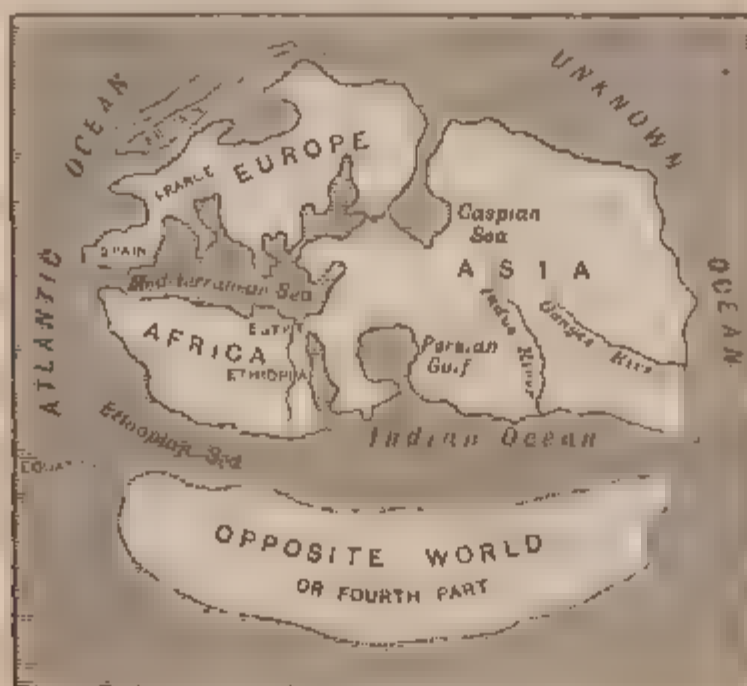 UNKNOWN
OCEAN
ATLANTIC
OCEAN
EUROPE
FRANCE
SPAIN
Caspian
Sea
ASIA
Mediterranean Sea
AFRICA
EGYPT
ETHIOPIA
Persian
Gulf
Indus River
Ganges Riv.
Ethiopian Sea
Indian Ocean
OPPOSITE WORLD
OR FOURTH PART